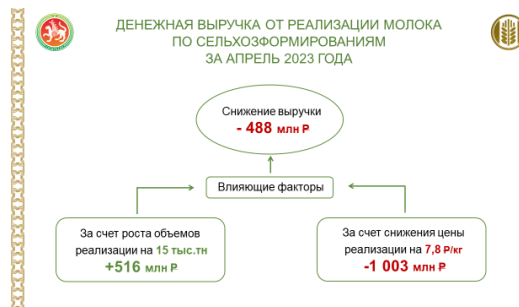 ДЕНЕЖНАЯ ВЫРУЧКА ОТ РЕАЛИЗАЦИИ МОЛОКА
ПО СЕЛЬХОЗФОРМИРОВАНИЯМ
ЗА АПРЕЛЬ 2023 ГОДА
Снижение выручки
- 488 млн ₽
Влияющие факторы
За счет роста объемов
реализации на 15 тыс.тн
+516 млн ₽
За счет снижения цены
реализации на 7,8 ₽/кг
-1 003 млн ₽